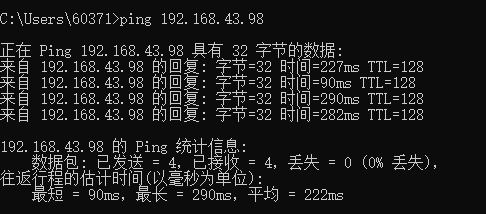 C:\Users\60371>ping 192.168.43.98
正在 Ping 192.168.43.98 具有 32 字节的数据:
来自 192.168.43.98 的回复: 字节=32 时间=227ms TTL=128
来自 192.168.43.98 的回复: 字节=32 时间=90ms TTL=128
来自 192.168.43.98 的回复: 字节=32 时间=290ms TTL=128
来自 192.168.43.98 的回复: 字节=32 时间=282ms TTL=128
192.168.43.98 的 Ping 统计信息:
数据包: 已发送 = 4，已接收 = 4，丢失 = 0 (0% 丢失)，
往返行程的估计时间(以毫秒为单位):
最短 = 90ms，最长 = 290ms，平均 = 222ms